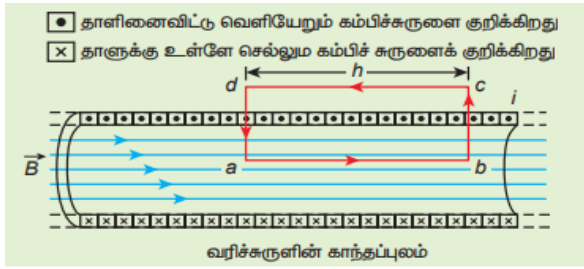 தாளினைவிட்டு வெளியேறும் கம்பிச்சுருளை குறிக்கிறது
தாளுக்கு உள்ளே செல்லும கம்பிச் சுருளைக் குறிக்கிறது
d h c i
B a b
வரிச்சுருளின் காந்தப்புலம்